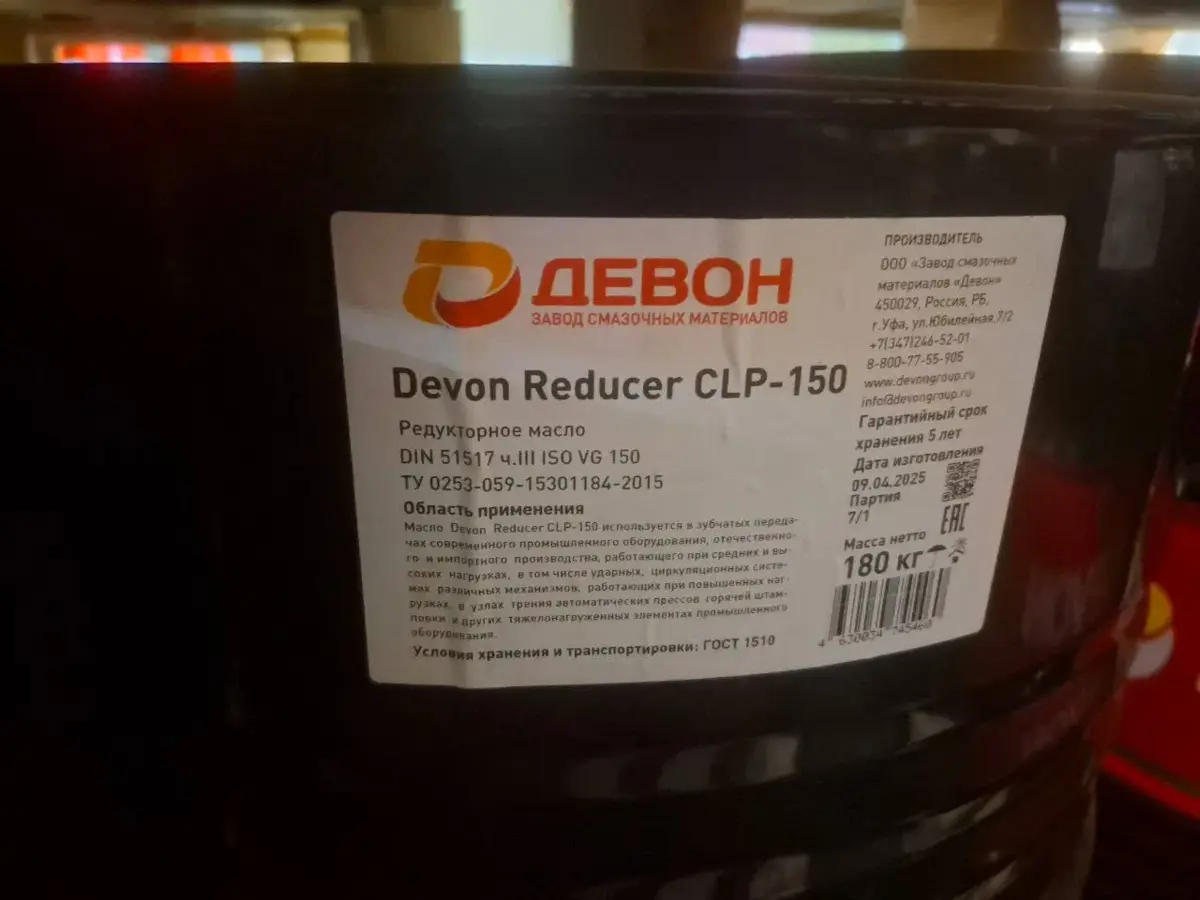 ДЕВОН
ЗАВОД СМАЗОЧНЫХ МАТЕРИАЛОВ
Devon Reducer CLP-150
Редукторное масло
DIN 51517 ч.III ISO VG 150
ТУ 0253-059-15301184-2015
Область применения
Масло Devon Reducer CLP-150 используется в зубчатых переда-
чах современного промышленного оборудования, отечественно-
го и импортного производства, работающего при средних и вы-
соких нагрузках, в том числе ударных, циркуляционных систе-
мах различных механизмов, работающих при повышенных наг-
рузках, в узлах трения автоматических прессов горячей штам-
повки и других тяжелонагруженных элементах промышленного
оборудования.
Условия хранения и транспортировки: ГОСТ 1510
ПРОИЗВОДИТЕЛЬ
ООО «Завод смазочных
материалов «Девон»
450029, Россия, РБ,
г.Уфа, ул.Юбилейная,7/2
+7(347)246-52-01
8-800-77-55-905
www.devongroup.ru
info@devongroup.ru
Гарантийный срок
хранения 5 лет
Дата изготовления
09.04.2025
Партия
7/1
EAC
Масса нетто
180 кг
4 630034 745460